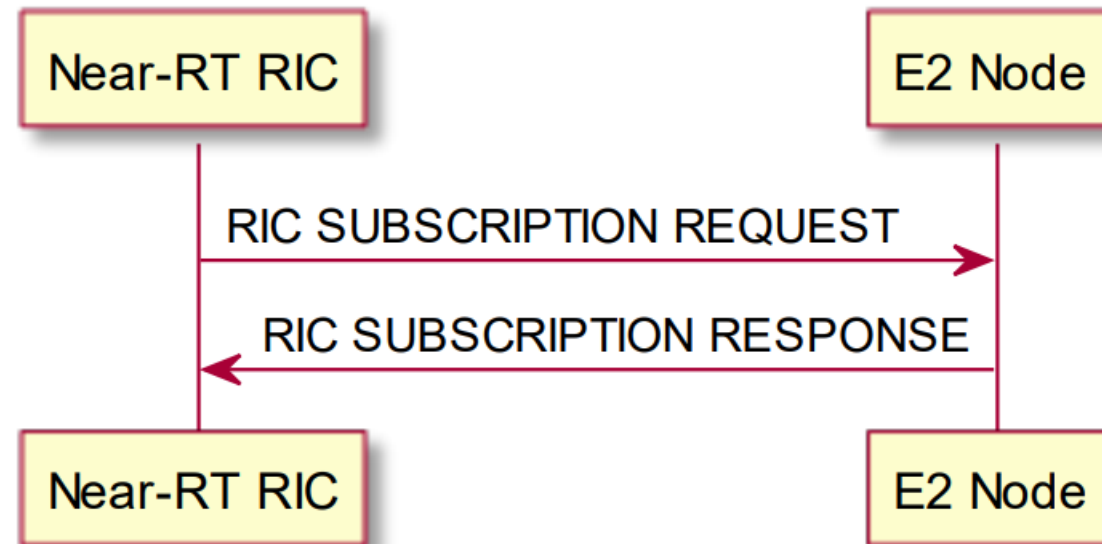 Near-RT RIC
E2 Node
RIC SUBSCRIPTION REQUEST
RIC SUBSCRIPTION RESPONSE
Near-RT RIC
E2 Node